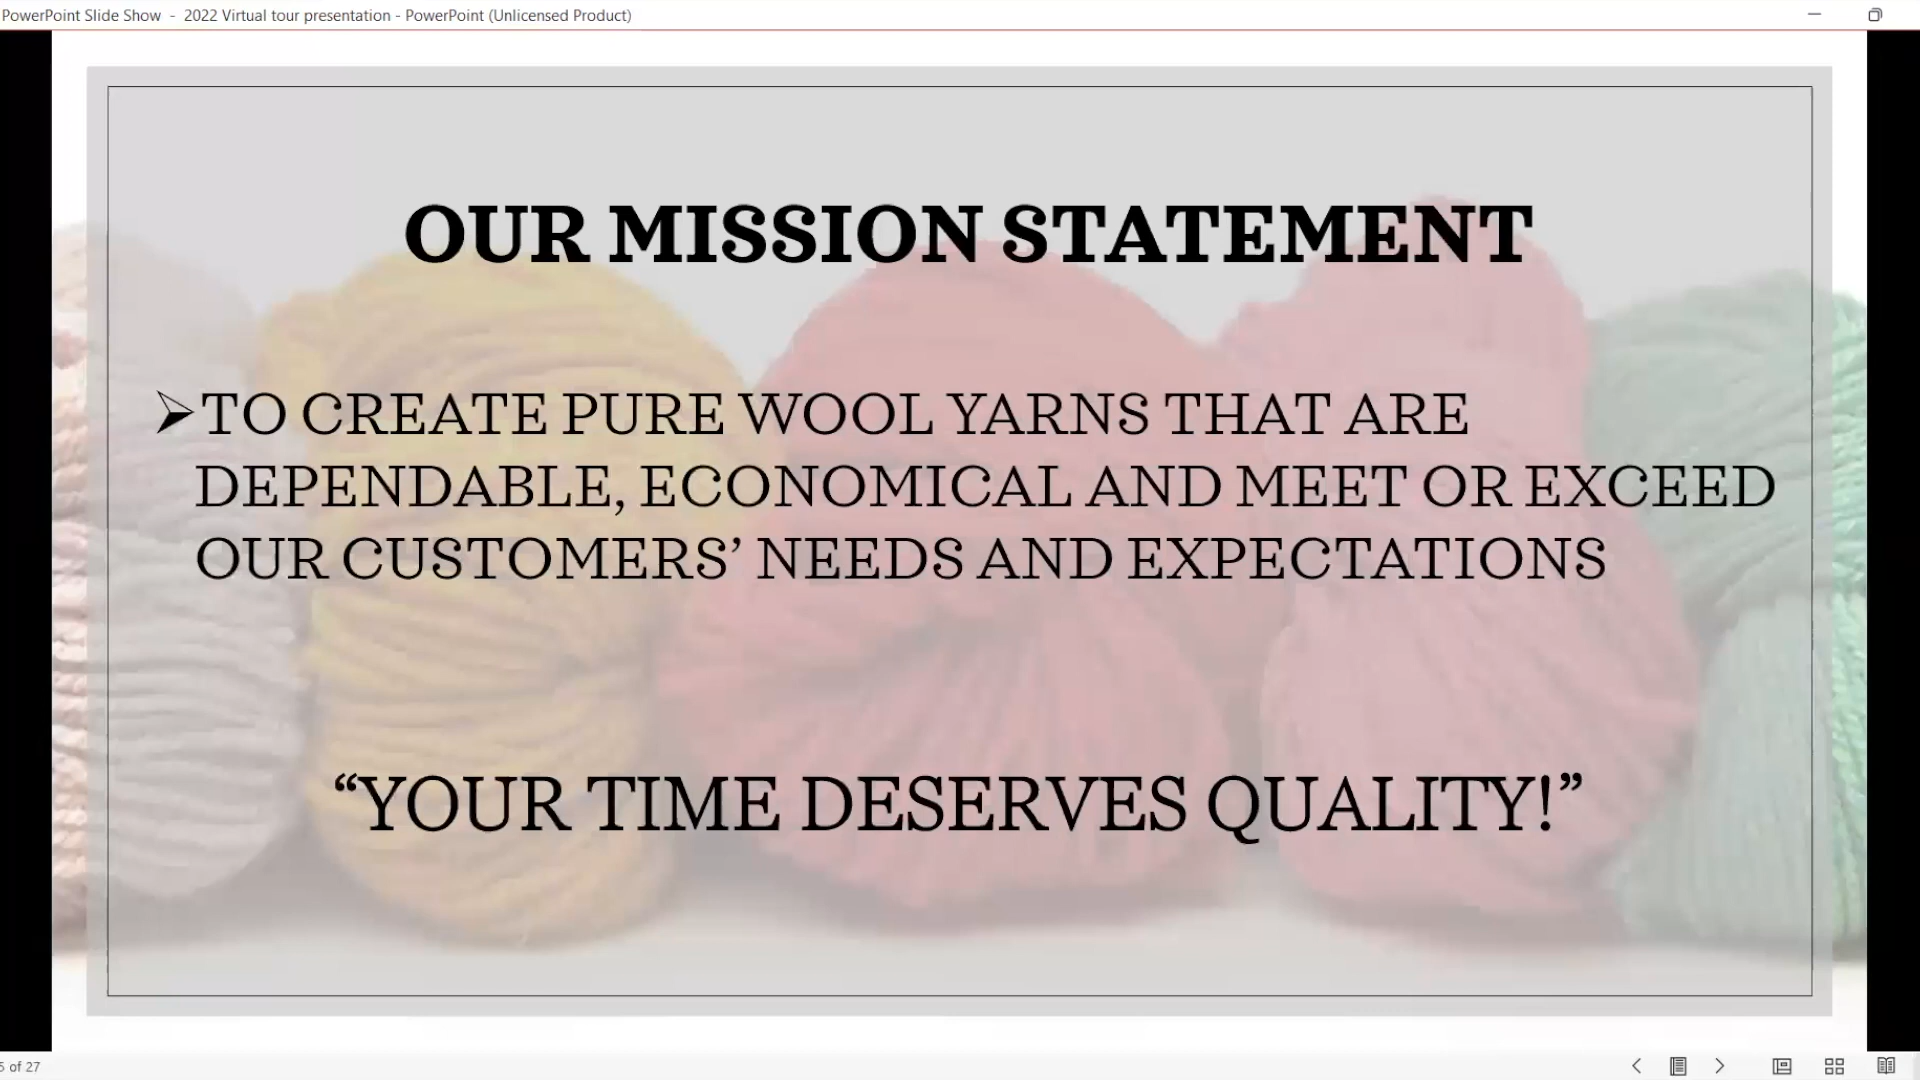 PowerPoint Slide Show - 2022 Virtual tour presentation - PowerPoint (Unlicensed Product)
OUR MISSION STATEMENT
➢TO CREATE PURE WOOL YARNS THAT ARE
DEPENDABLE, ECONOMICAL AND MEET OR EXCEED
OUR CUSTOMERS’ NEEDS AND EXPECTATIONS
“YOUR TIME DESERVES QUALITY!”
of 27